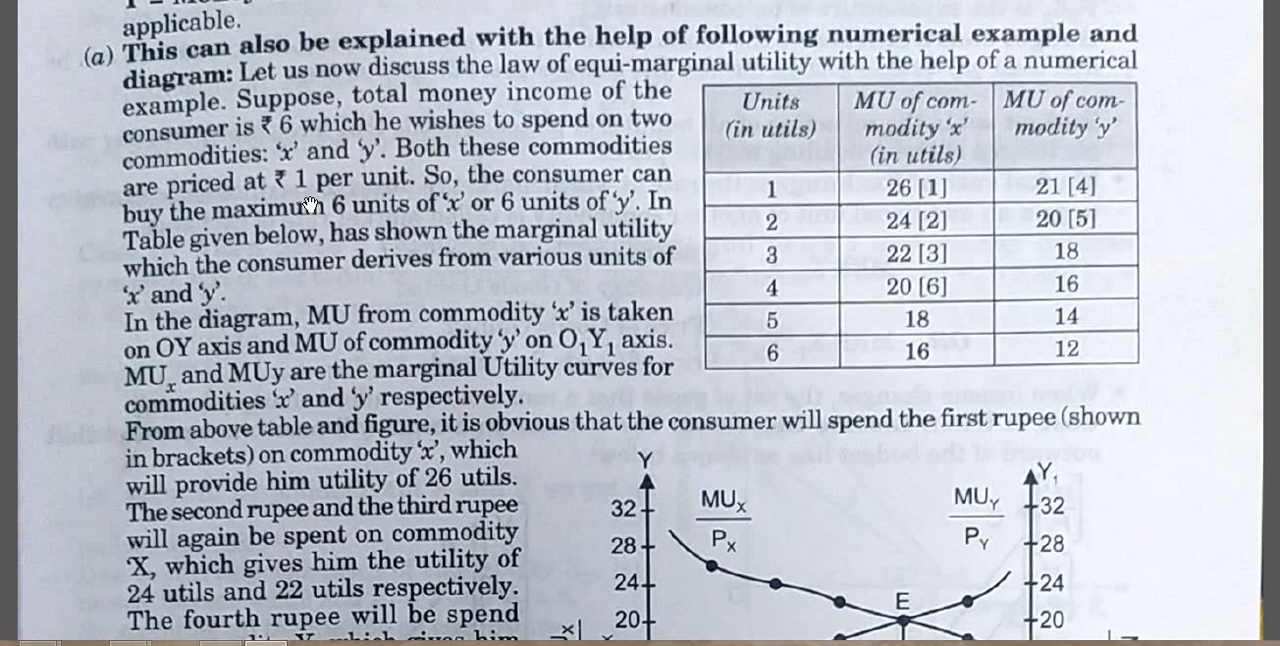 applicable.
(a) This can also be explained with the help of following numerical example and
diagram: Let us now discuss the law of equi-marginal utility with the help of a numerical
example. Suppose, total money income of the
consumer is ₹ 6 which he wishes to spend on two
commodities: 'x' and 'y'. Both these commodities
are priced at ₹ 1 per unit. So, the consumer can
buy the maximum 6 units of 'x' or 6 units of 'y'. In
Table given below, has shown the marginal utility
which the consumer derives from various units of
'x' and 'y'.
In the diagram, MU from commodity 'x' is taken
on OY axis and MU of commodity 'y' on O₁Y₁ axis.
MUₓ and MUy are the marginal Utility curves for
commodities 'x' and 'y' respectively.
Units MU of com- MU of com-
(in utils) modity 'x' modity 'y'
(in utils)
1 26 [1] 21 [4]
2 24 [2] 20 [5]
3 22 [3] 18
4 20 [6] 16
5 18 14
6 16 12
From above table and figure, it is obvious that the consumer will spend the first rupee (shown
in brackets) on commodity 'x', which
will provide him utility of 26 utils.
The second rupee and the third rupee
will again be spent on commodity
'X, which gives him the utility of
24 utils and 22 utils respectively.
The fourth rupee will be spend
Y which gives him
Y Y₁
32 MUx MUY 32
28 Px PY 28
24 24
20 E 20